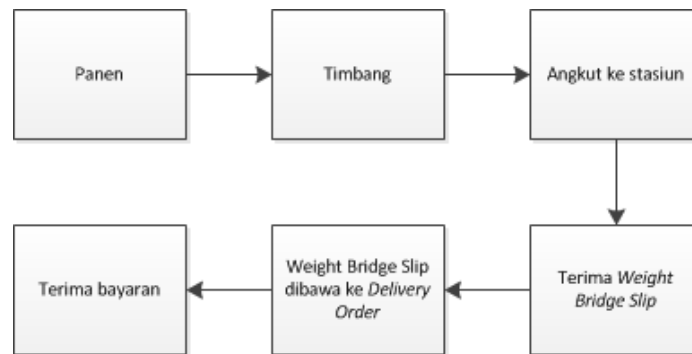 Panen
Timbang
Angkut ke stasiun
Terima Weight
Bridge Slip
Weight Bridge Slip
dibawa ke Delivery
Order
Terima bayaran